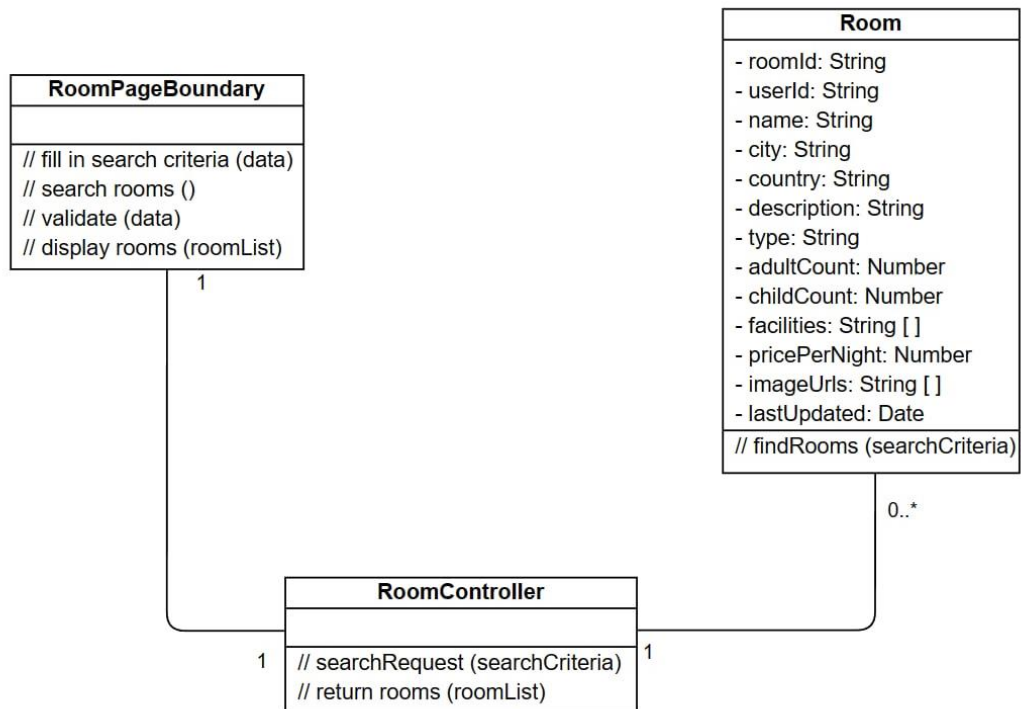 RoomPageBoundary
// fill in search criteria (data)
// search rooms ()
// validate (data)
// display rooms (roomList)
1
Room
- roomId: String
- userId: String
- name: String
- city: String
- country: String
- description: String
- type: String
- adultCount: Number
- childCount: Number
- facilities: String [ ]
- pricePerNight: Number
- imageUrls: String [ ]
- lastUpdated: Date
// findRooms (searchCriteria)
0..*
RoomController
1
// searchRequest (searchCriteria)
// return rooms (roomList)
1